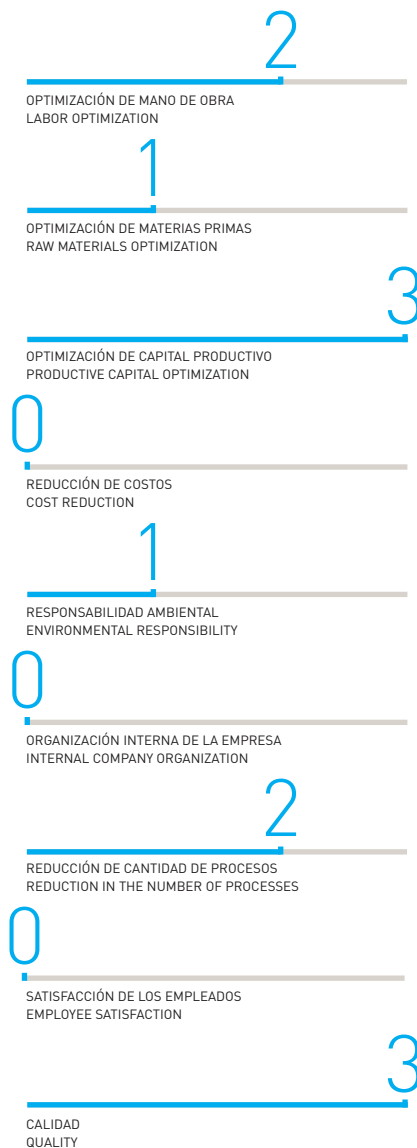 2
OPTIMIZACIÓN DE MANO DE OBRA
LABOR OPTIMIZATION
1
OPTIMIZACIÓN DE MATERIAS PRIMAS
RAW MATERIALS OPTIMIZATION
3
OPTIMIZACIÓN DE CAPITAL PRODUCTIVO
PRODUCTIVE CAPITAL OPTIMIZATION
0
REDUCCIÓN DE COSTOS
COST REDUCTION
1
RESPONSABILIDAD AMBIENTAL
ENVIRONMENTAL RESPONSIBILITY
0
ORGANIZACIÓN INTERNA DE LA EMPRESA
INTERNAL COMPANY ORGANIZATION
2
REDUCCIÓN DE CANTIDAD DE PROCESOS
REDUCTION IN THE NUMBER OF PROCESSES
0
SATISFACCIÓN DE LOS EMPLEADOS
EMPLOYEE SATISFACTION
3
CALIDAD
QUALITY